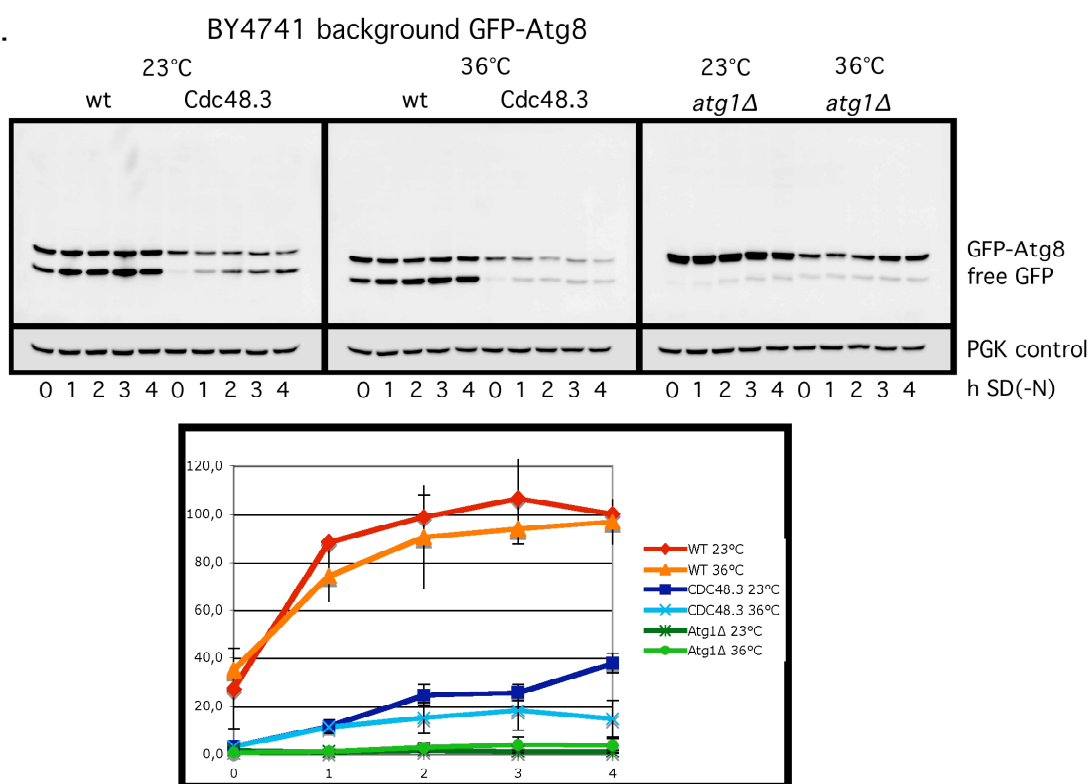 .
BY4741 background GFP-Atg8
23°C 36°C 23°C 36°C
wt Cdc48.3 wt Cdc48.3 atg1Δ atg1Δ
GFP-Atg8
free GFP
PGK control
0 1 2 3 4 0 1 2 3 4 0 1 2 3 4 0 1 2 3 4 0 1 2 3 4 0 1 2 3 4 h SD(-N)
120,0
100,0
80,0
60,0
40,0
20,0
0,0
0 1 2 3 4
WT 23°C
WT 36°C
CDC48.3 23°C
CDC48.3 36°C
Atg1Δ 23°C
Atg1Δ 36°C